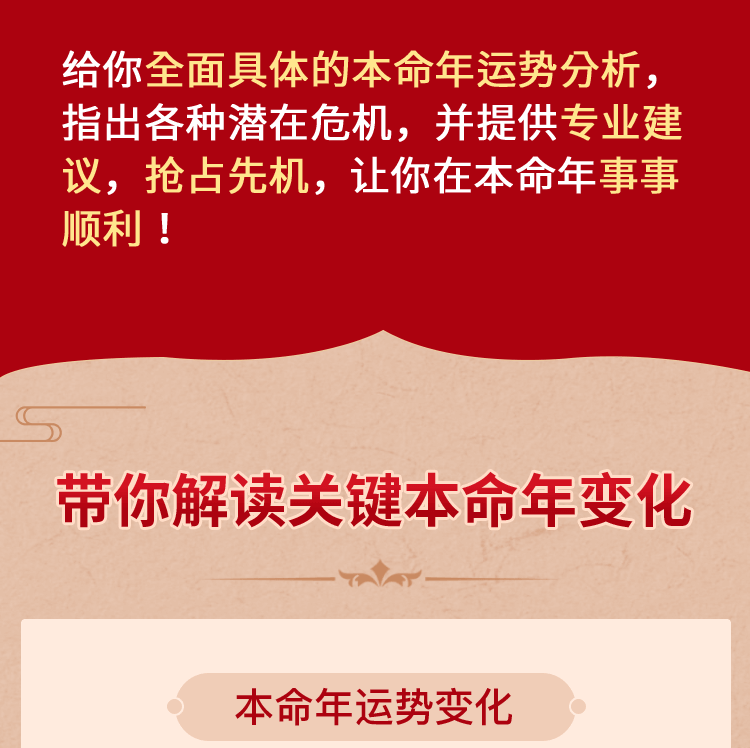 给你全面具体的本命年运势分析，
指出各种潜在危机，并提供专业建
议，抢占先机，让你在本命年事事
顺利！
带你解读关键本命年变化
本命年运势变化